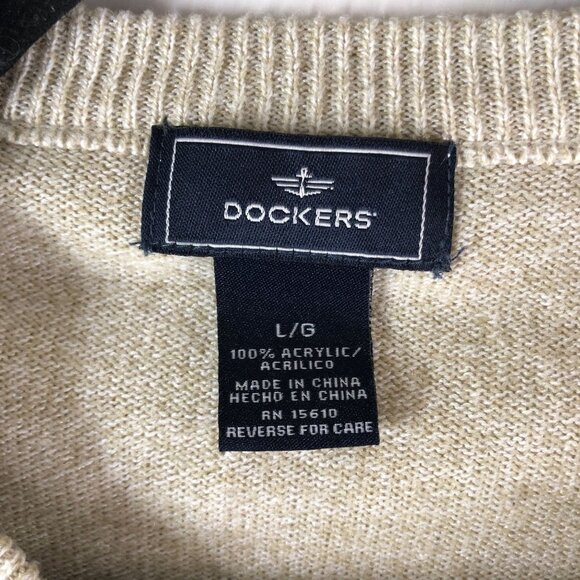 DOCKERS
L/G
100% ACRYLIC/
ACRILICO
MADE IN CHINA
HECHO EN CHINA
RN 15610
REVERSE FOR CARE